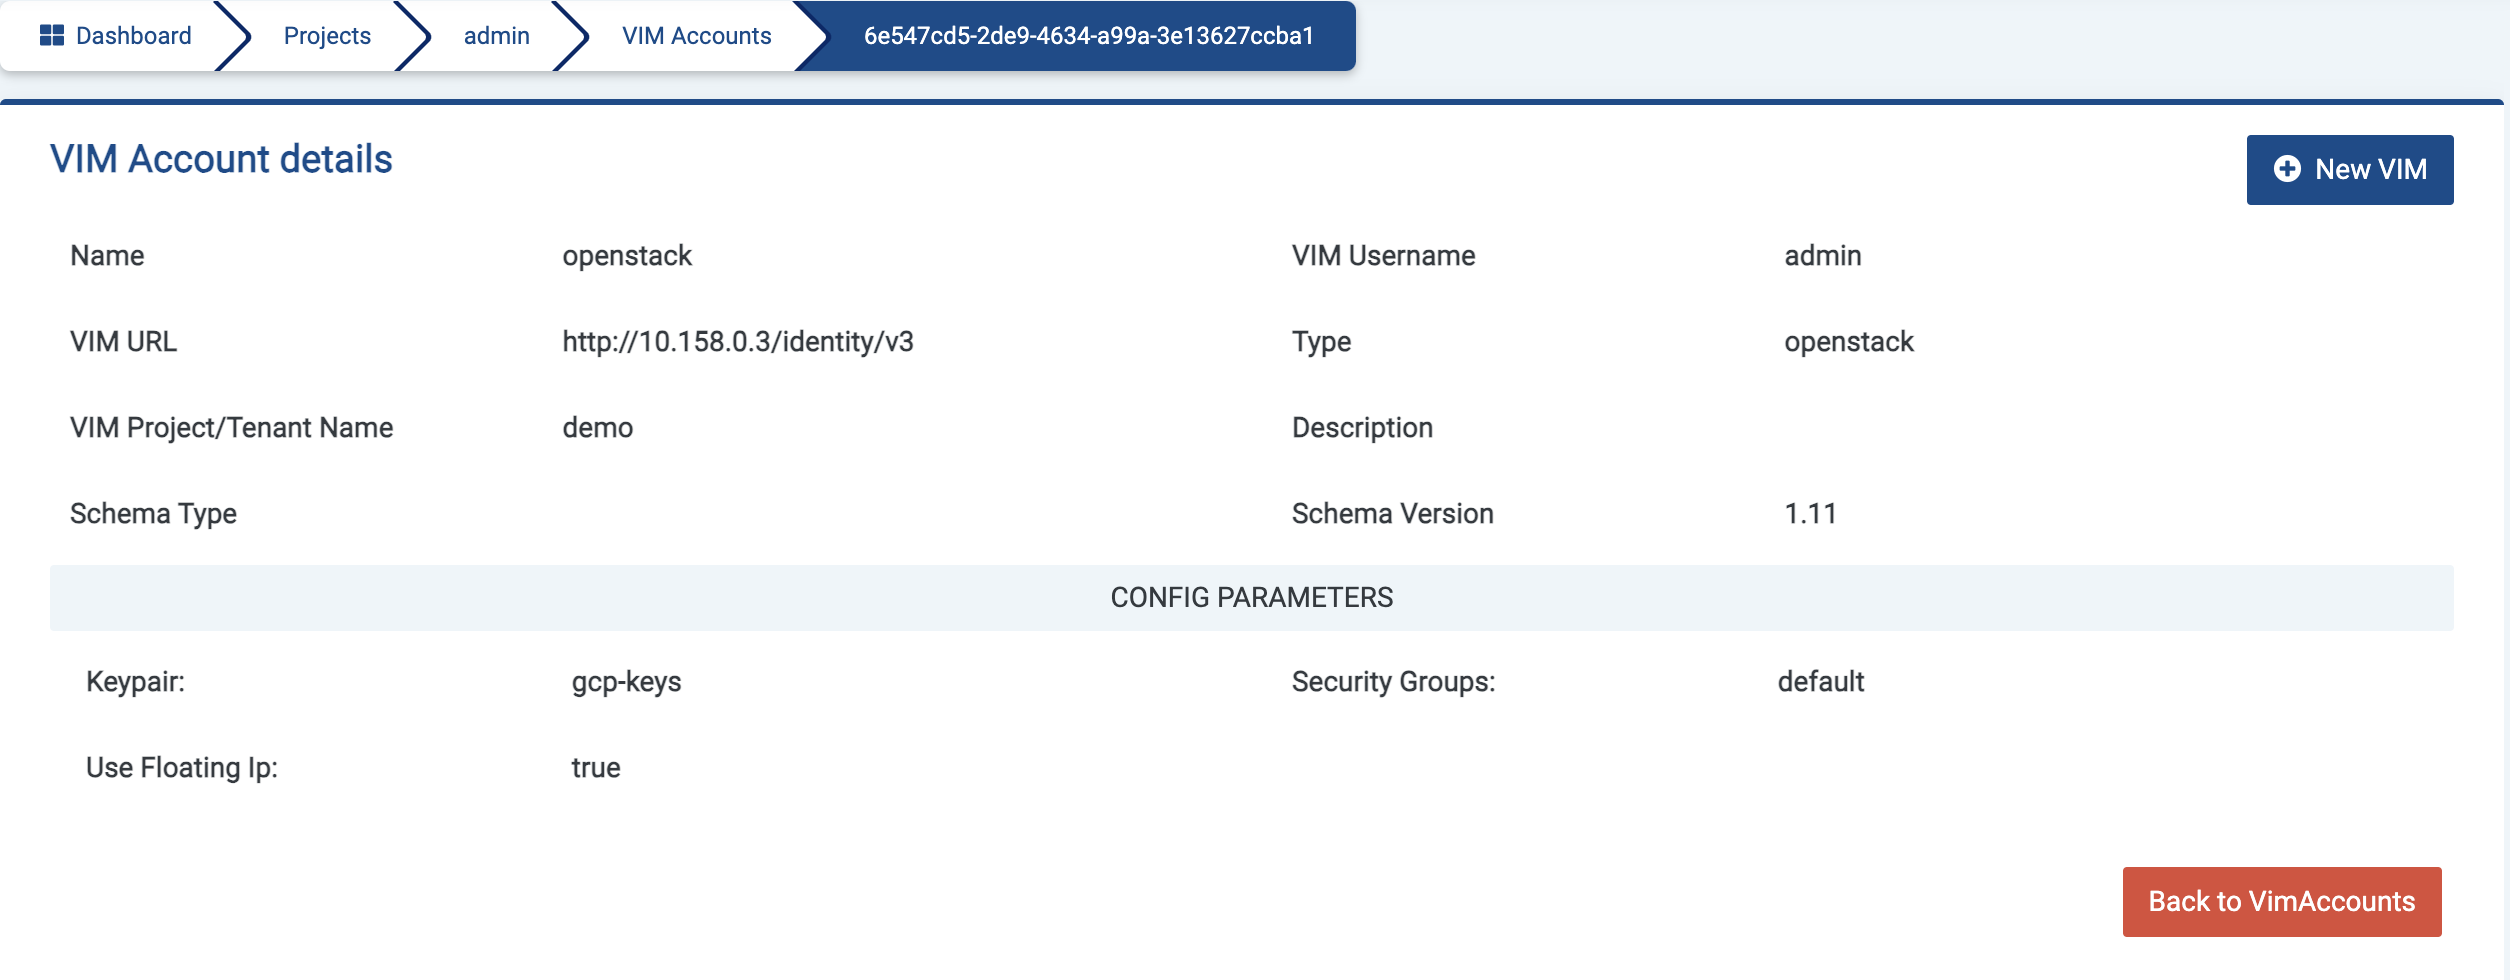 Dashboard Projects admin VIM Accounts 6e547cd5-2de9-4634-a99a-3e13627ccba1
VIM Account details
New VIM
Name openstack VIM Username admin
VIM URL http://10.158.0.3/identity/v3 Type openstack
VIM Project/Tenant Name demo Description
Schema Type Schema Version 1.11
CONFIG PARAMETERS
Keypair: gcp-keys Security Groups: default
Use Floating Ip: true
Back to VimAccounts